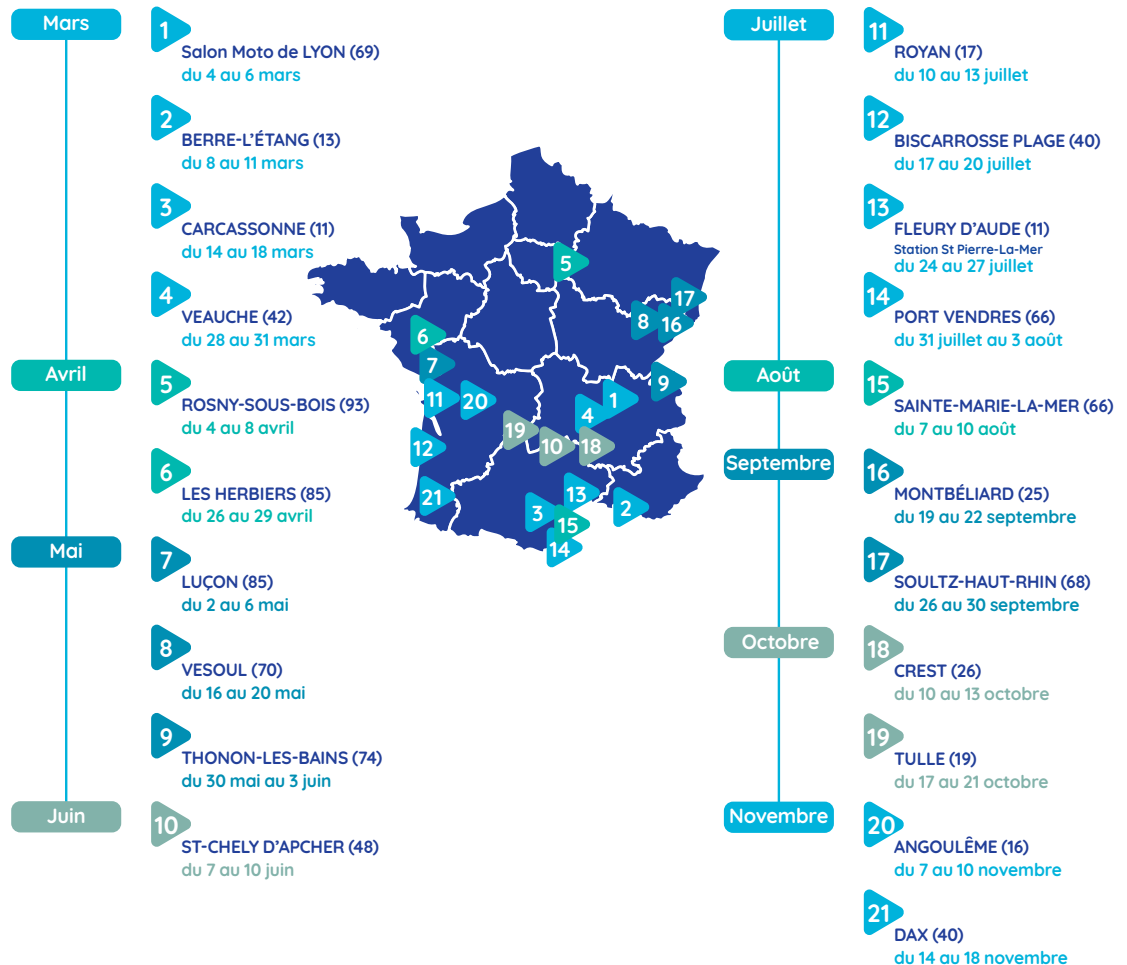 Mars
1
Salon Moto de LYON (69)
du 4 au 6 mars
2
BERRE-L'ÉTANG (13)
du 8 au 11 mars
3
CARCASSONNE (11)
du 14 au 18 mars
4
VEAUCHE (42)
du 28 au 31 mars
Avril
5
ROSNY-SOUS-BOIS (93)
du 4 au 8 avril
6
LES HERBIERS (85)
du 26 au 29 avril
Mai
7
LUÇON (85)
du 2 au 6 mai
8
VESOUL (70)
du 16 au 20 mai
9
THONON-LES-BAINS (74)
du 30 mai au 3 juin
Juin
10
ST-CHELY D'APCHER (48)
du 7 au 10 juin
5
17
8
16
6
7
9
11
20
1
4
19
10
18
12
21
13
3
2
15
14
Juillet
11
ROYAN (17)
du 10 au 13 juillet
12
BISCARROSSE PLAGE (40)
du 17 au 20 juillet
13
FLEURY D'AUDE (11)
Station St Pierre-La-Mer
du 24 au 27 juillet
14
PORT VENDRES (66)
du 31 juillet au 3 août
Août
15
SAINTE-MARIE-LA-MER (66)
du 7 au 10 août
Septembre
16
MONTBÉLIARD (25)
du 19 au 22 septembre
17
SOULTZ-HAUT-RHIN (68)
du 26 au 30 septembre
Octobre
18
CREST (26)
du 10 au 13 octobre
19
TULLE (19)
du 17 au 21 octobre
Novembre
20
ANGOULÊME (16)
du 7 au 10 novembre
21
DAX (40)
du 14 au 18 novembre